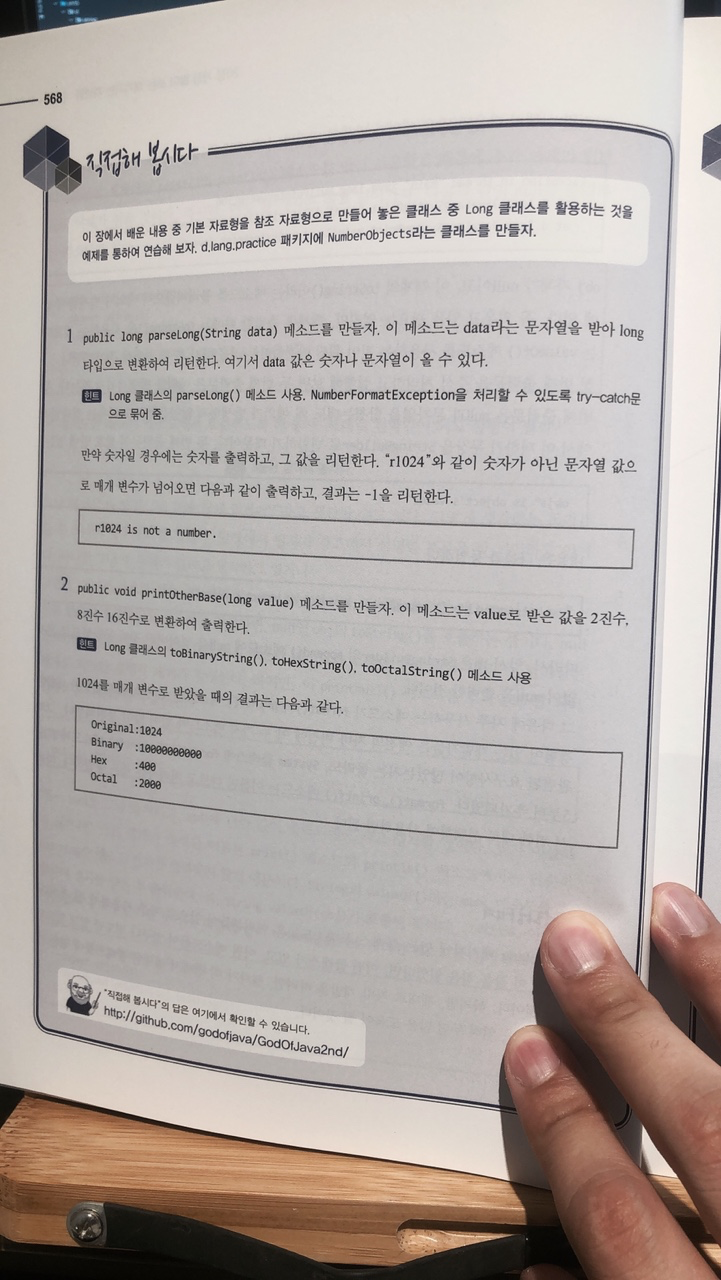 568
직접해 봅시다
이 장에서 배운 내용 중 기본 자료형을 참조 자료형으로 만들어 놓은 클래스 중 Long 클래스를 활용하는 것을
예제를 통하여 연습해 보자. d.lang.practice 패키지에 NumberObjects라는 클래스를 만들자.
1 public long parseLong(String data) 메소드를 만들자. 이 메소드는 data라는 문자열을 받아 long
타입으로 변환하여 리턴한다. 여기서 data 값은 숫자나 문자열이 올 수 있다.
힌트 Long 클래스의 parseLong() 메소드 사용. NumberFormatException을 처리할 수 있도록 try-catch문
으로 묶어 줌.
만약 숫자일 경우에는 숫자를 출력하고, 그 값을 리턴한다. “r1024”와 같이 숫자가 아닌 문자열 값으
로 매개 변수가 넘어오면 다음과 같이 출력하고, 결과는 -1을 리턴한다.
r1024 is not a number.
2 public void printOtherBase(long value) 메소드를 만들자. 이 메소드는 value로 받은 값을 2진수,
8진수 16진수로 변환하여 출력한다.
힌트 Long 클래스의 toBinaryString(), toHexString(), toOctalString() 메소드 사용
1024를 매개 변수로 받았을 때의 결과는 다음과 같다.
Original:1024
Binary :10000000000
Hex :400
Octal :2000
“직접해 봅시다”의 답은 여기에서 확인할 수 있습니다.
http://github.com/godofjava/GodOfJava2nd/